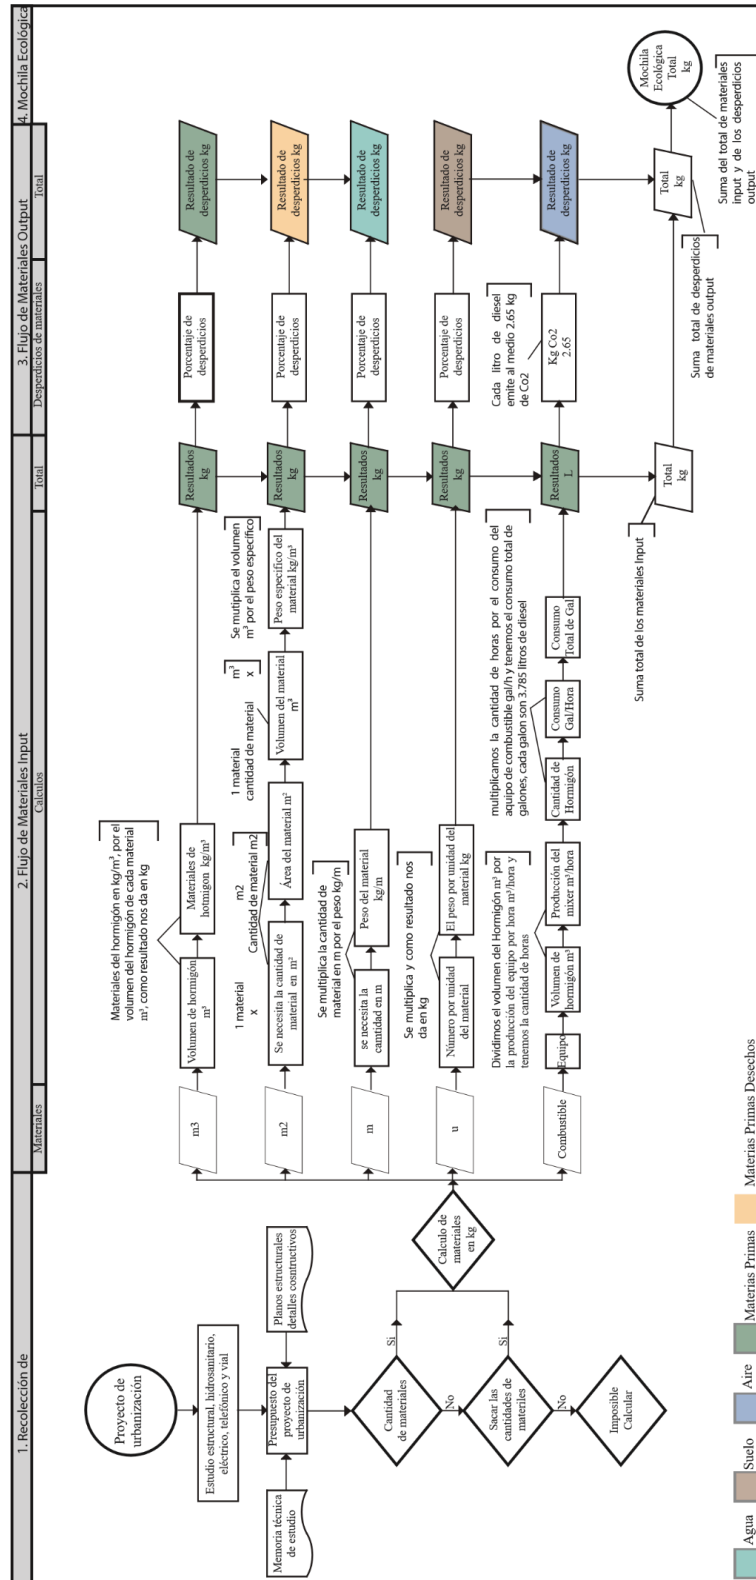 1. Recolección de
2. Flujo de Materiales Input
3. Flujo de Materiales Output
4. Mochila Ecológica
Materiales
Calculos
Total
Desperdicios de materiales
Total
Proyecto de
urbanización
Estudio estructural, hidrosanitario,
eléctrico, telefónico y vial
Memoria técnica
de estudio
Presupuesto del
proyecto de
urbanización
Planos estructurales
detalles cosntructivos
Cantidad
de materiales
Si
No
Sacar las
cantidades de
materiles
Si
No
Imposible
Calcular
Calculo de
materiales
en kg
m3
Volumen de hormigón
m³
Materiales de
hotmigon kg/m³
Materiales del hormigón en kg/m³, por el
volumen del hormigón de cada material
m³, como resultado nos da en kg
Resultados
kg
Porcentaje de
desperdicios
Resultado de
desperdicios kg
m2
Se necesita la cantidad de
material en m²
1 material m2
x Cantidad de material m2
Área del material m²
1 material m³
cantidad de material x
Volumen del material
m³
Se mutiplica el volumen
m³ por el peso específico
Peso especifico del
material kg/m³
Resultados
kg
Porcentaje de
desperdicios
Resultado de
desperdicios kg
m
se necesita la
camtidad en m
Se multiplica la cantidad de
material en m por el peso kg/m
Peso del material
kg/m
Resultados
kg
Porcentaje de
desperdicios
Resultado de
desperdicios kg
u
Número por unidad
del material
Se multiplica y como resultado nos
da en kg
El peso por unidad del
material kg
Resultados
kg
Porcentaje de
desperdicios
Resultado de
desperdicios kg
Combustible
Equipo
Volumen de
hormigón m³
Dividimos el volumen del Hormigón m³ por
la producción del equipo por hora m³/hora y
tenemos la cantidad de horas
Producción del
mixer m³/hora
Cantidad de
Hormigón
Consumo
Gal/Hora
Consumo
Total de Gal
multiplicamos la cantidad de horas por el consumo del
aquipo de combustible gal/h y tenemos el consumo total de
galones, cada galon son 3.785 litros de diesel
Resultados
L
Kg Co2
2.65
Cada litro de diesel
emite al medio 2.65 kg
de Co2
Resultado de
desperdicios kg
Suma total de los materiales Input
Total
kg
Suma total de desperdicios
de materiales output
Total
kg
Mochila
Ecológica
Total
kg
Suma del total de materiales
input y de los desperdicios
output
Agua
Suelo
Aire
Materias Primas
Materias Primas Desechos